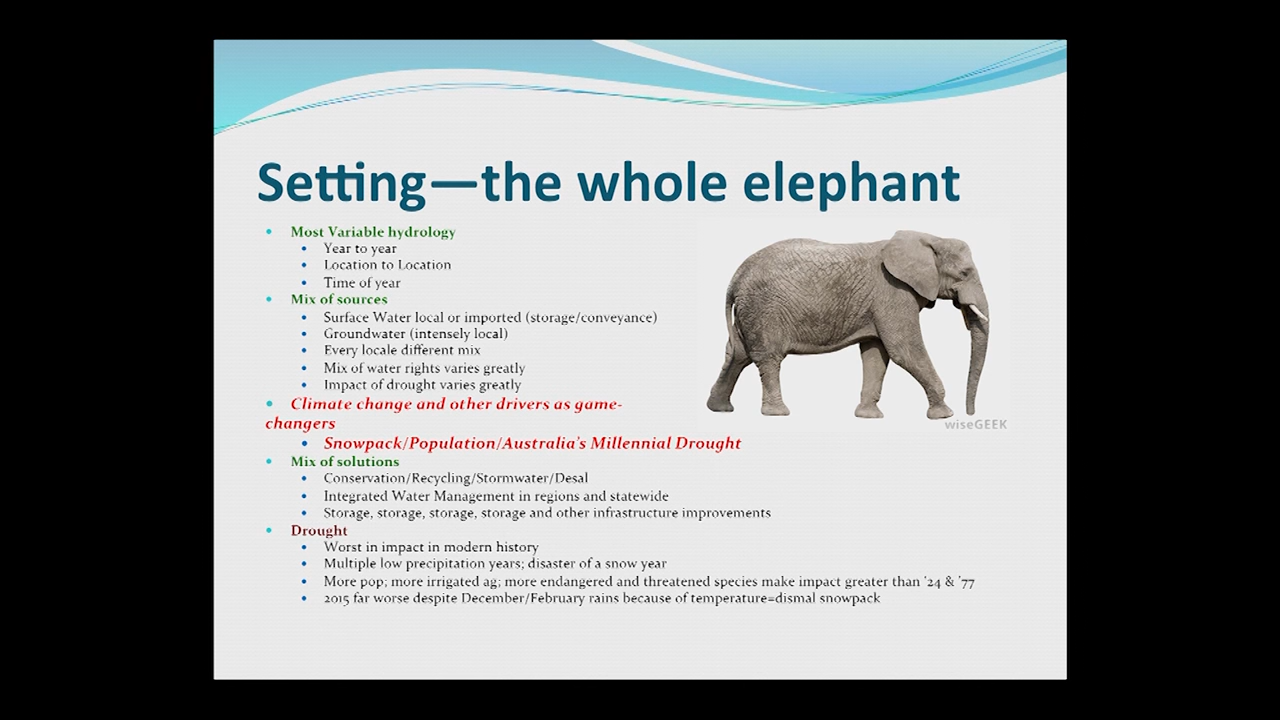 Setting—the whole elephant
Most Variable hydrology
Year to year
Location to Location
Time of year
Mix of sources
Surface Water local or imported (storage/conveyance)
Groundwater (intensely local)
Every locale different mix
Mix of water rights varies greatly
Impact of drought varies greatly
Climate change and other drivers as game-
changers
Snowpack/Population/Australia's Millennial Drought
Mix of solutions
Conservation/Recycling/Stormwater/Desal
Integrated Water Management in regions and statewide
Storage, storage, storage, storage and other infrastructure improvements
Drought
Worst in impact in modern history
Multiple low precipitation years; disaster of a snow year
More pop; more irrigated ag; more endangered and threatened species make impact greater than '24 & '77
2015 far worse despite December/February rains because of temperature=dismal snowpack
wiseGEEK